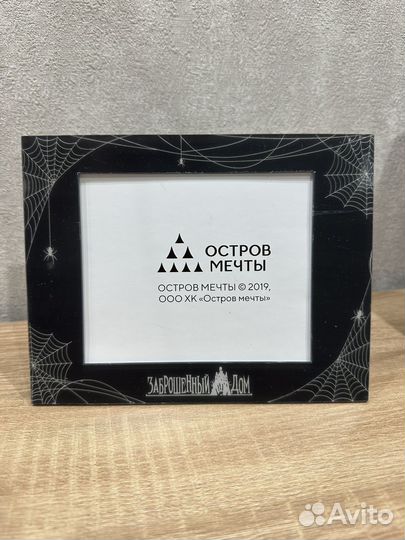 ОСТРОВ
МЕЧТЫ
ОСТРОВ МЕЧТЫ © 2019,
ООО ХК «Остров мечты»
ЗАБРОШЕННЫЙ ДОМ
Avito